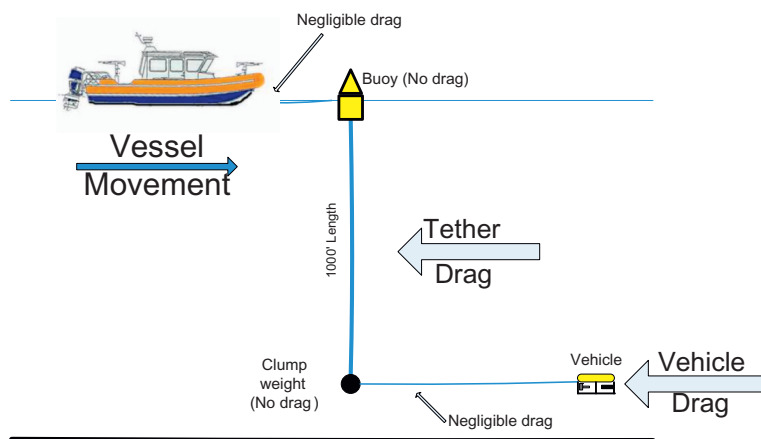 Negligible drag
Buoy (No drag)
Vessel
Movement
1000' Length
Tether
Drag
Clump
weight
(No drag )
Vehicle
Vehicle
Drag
Negligible drag